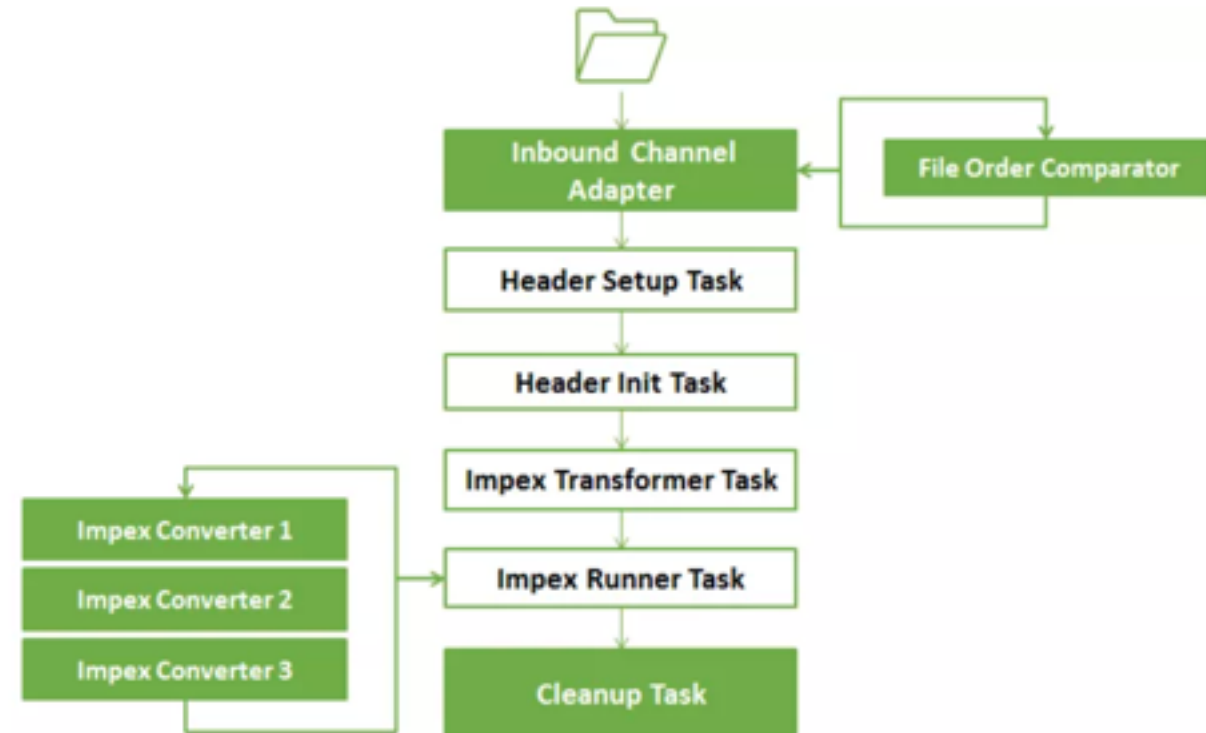 Inbound Channel
Adapter
File Order Comparator
Header Setup Task
Header Init Task
Impex Transformer Task
Impex Converter 1
Impex Runner Task
Impex Converter 2
Impex Converter 3
Cleanup Task